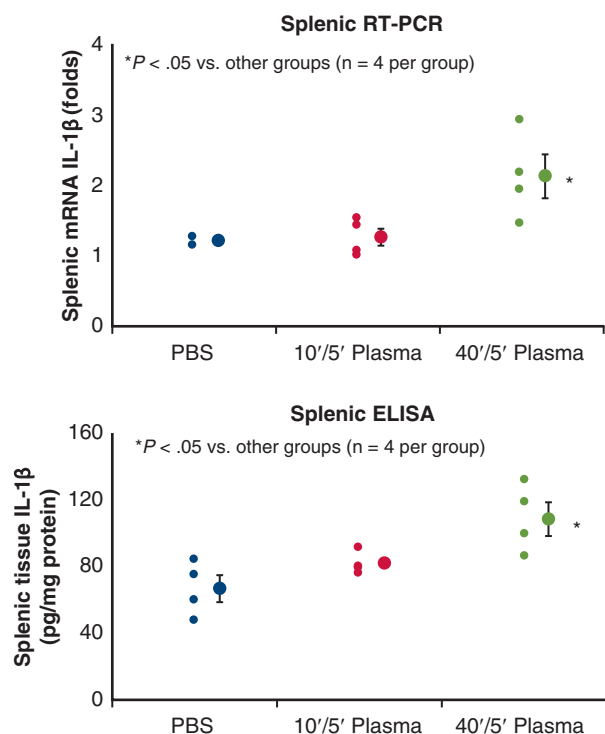 Splenic RT-PCR
*P < .05 vs. other groups (n = 4 per group)
Splenic mRNA IL-1β (folds)
4
3
2
1
0
*
PBS
10′/5′ Plasma
40′/5′ Plasma
Splenic ELISA
*P < .05 vs. other groups (n = 4 per group)
Splenic tissue IL-1β
(pg/mg protein)
160
120
80
40
0
*
PBS
10′/5′ Plasma
40′/5′ Plasma